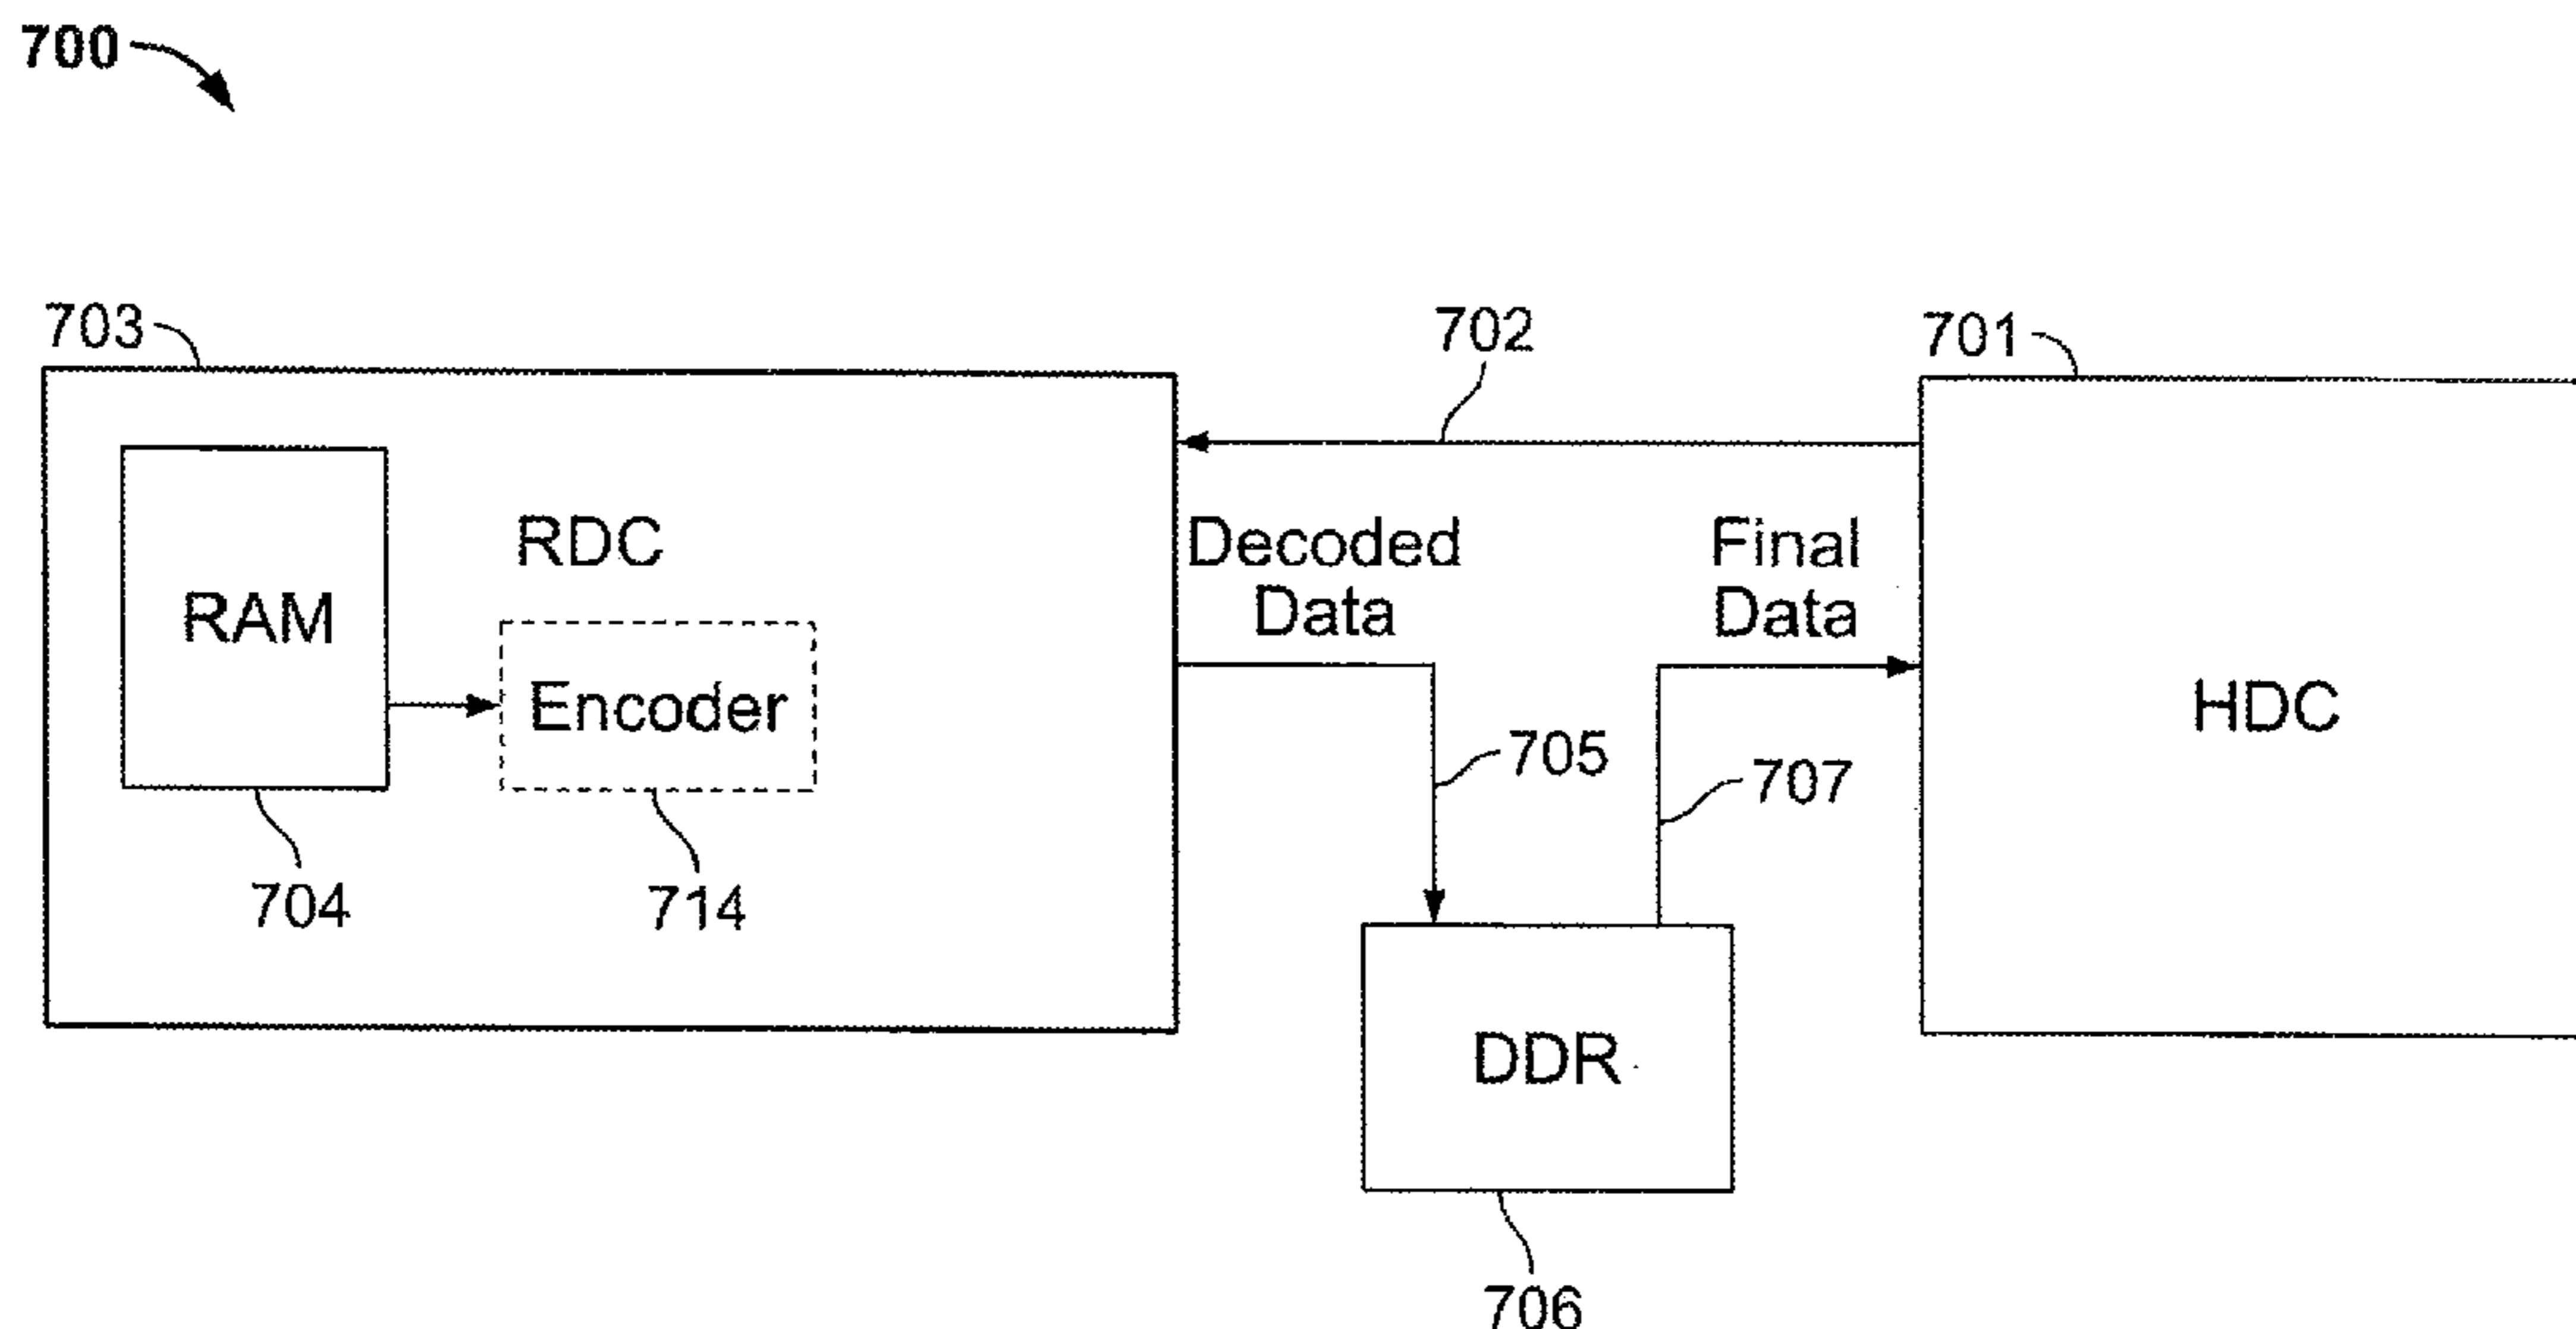 700
703
702
701
RDC
Decoded
Data
Final
Data
RAM
Encoder
HDC
705
707
704
714
DDR
706